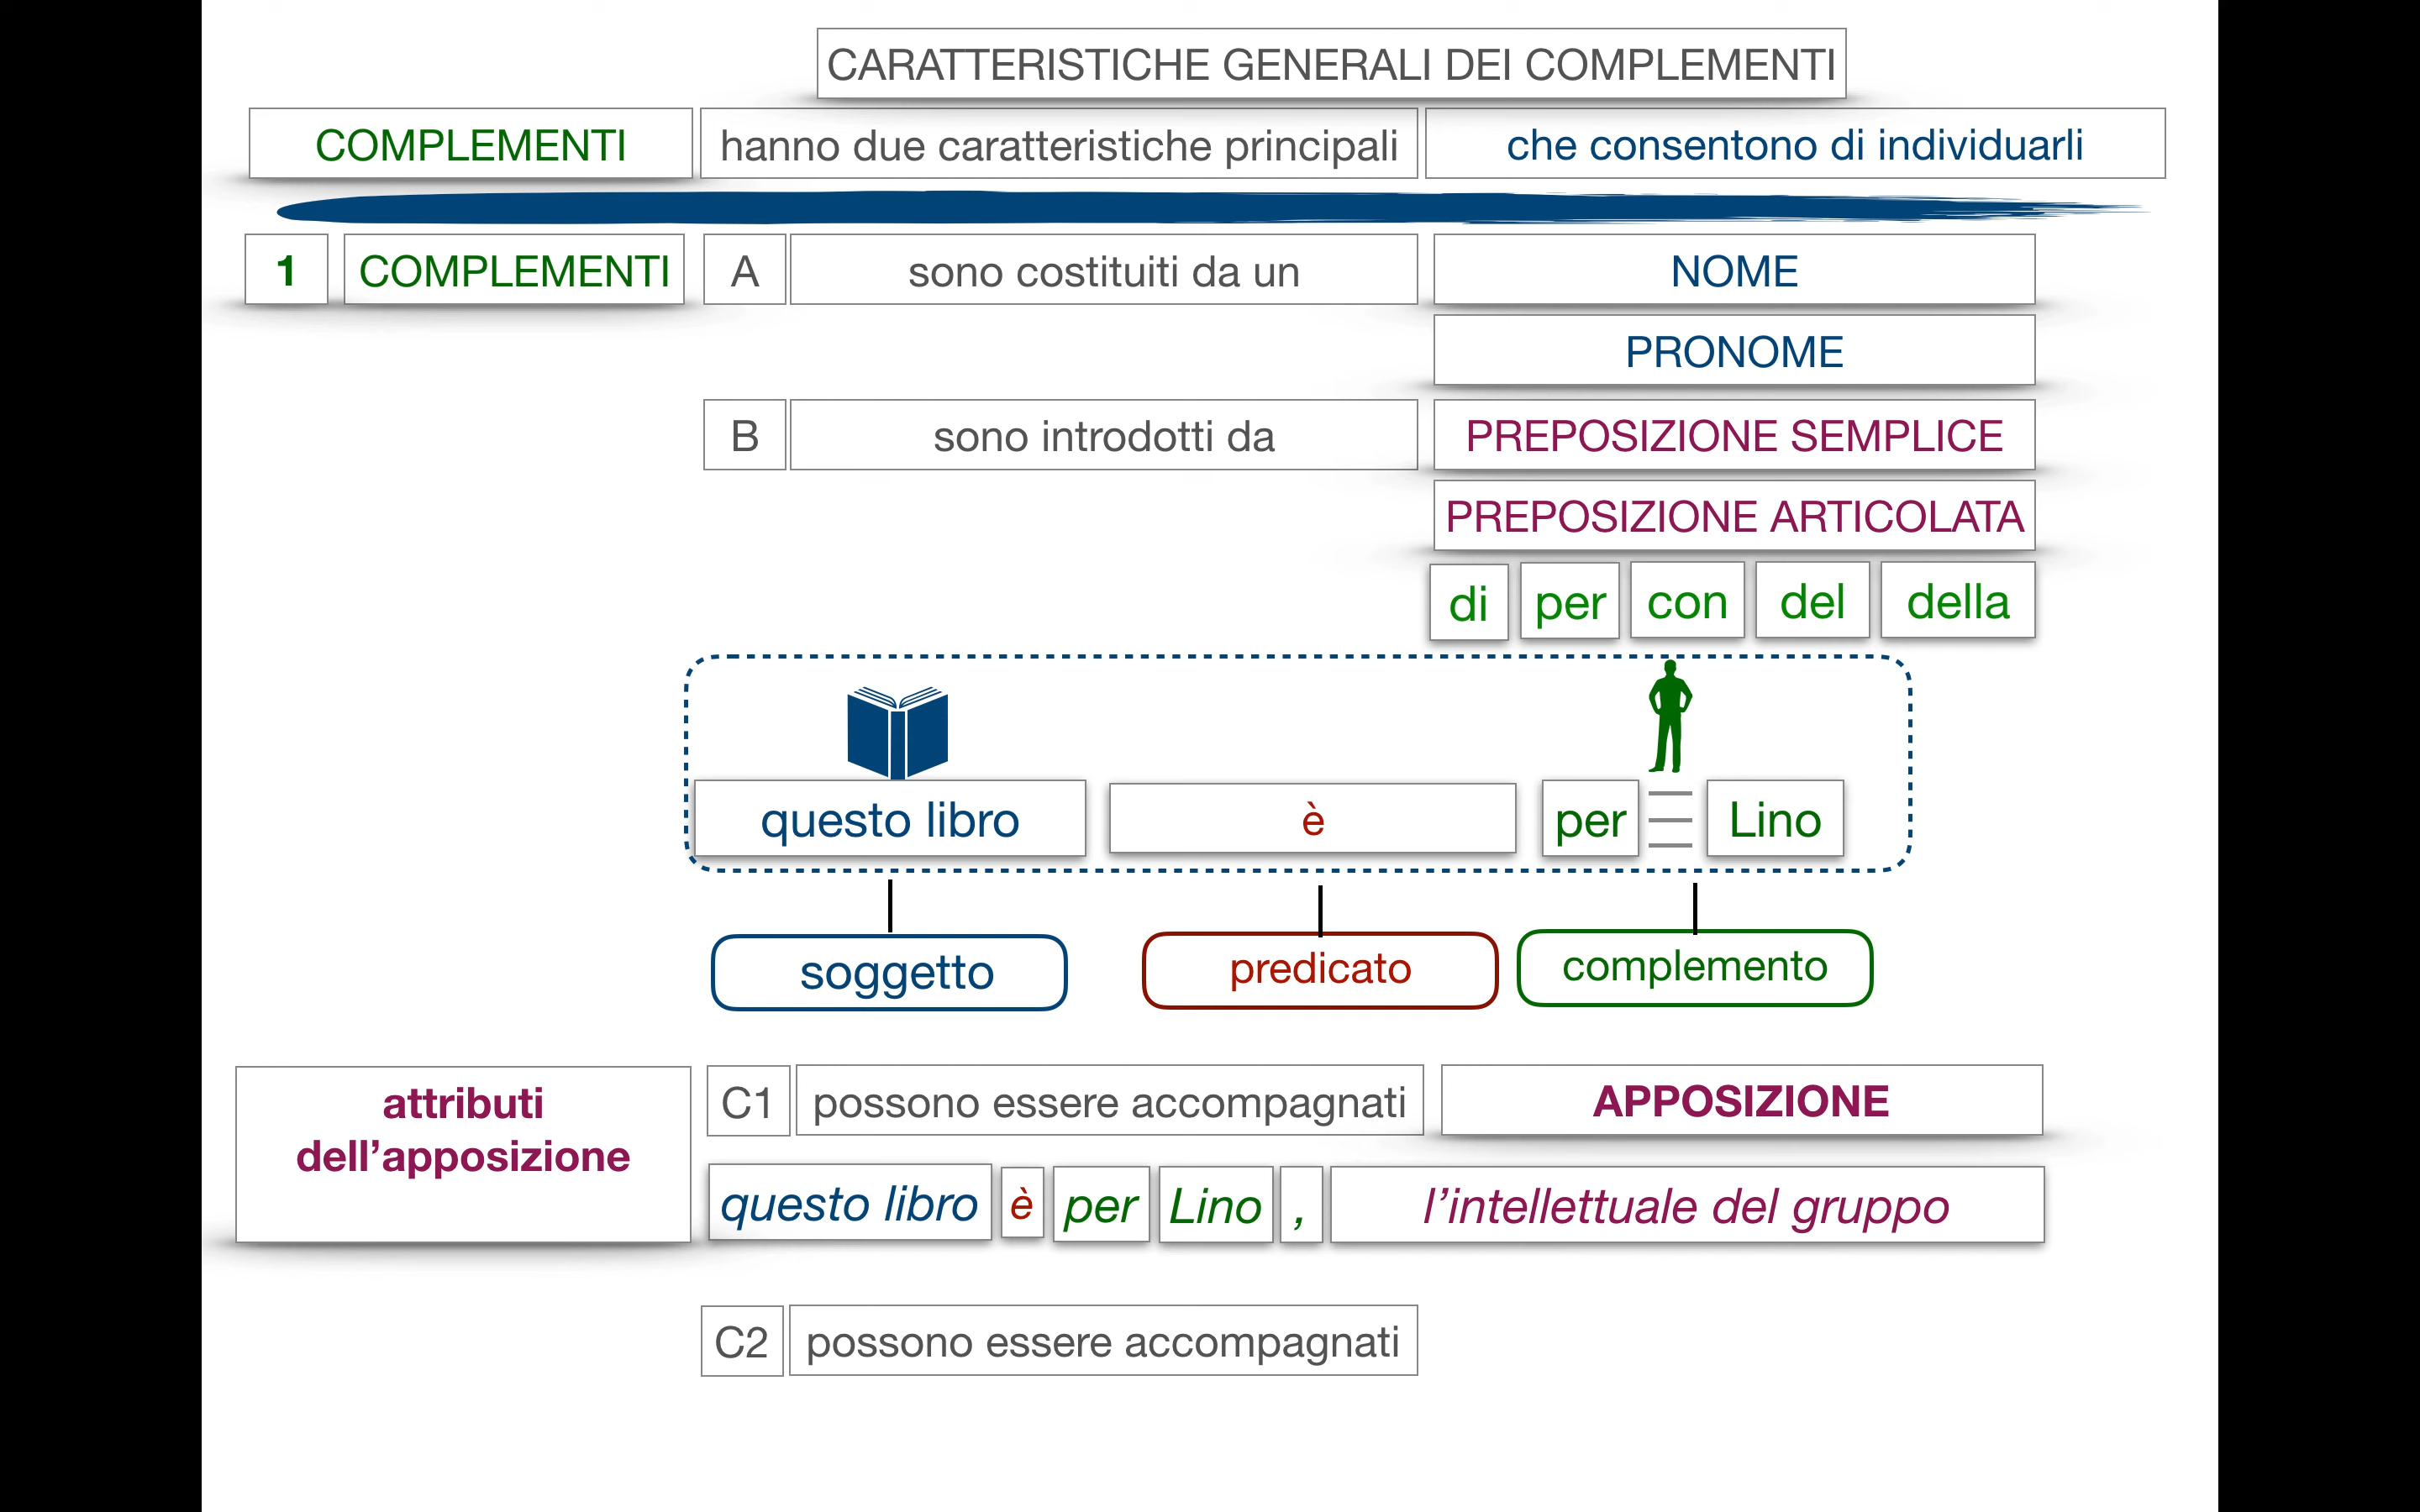 CARATTERISTICHE GENERALI DEI COMPLEMENTI
COMPLEMENTI hanno due caratteristiche principali che consentono di individuarli
1 COMPLEMENTI A sono costituiti da un NOME
PRONOME
B sono introdotti da PREPOSIZIONE SEMPLICE
PREPOSIZIONE ARTICOLATA
di per con del della
questo libro è per Lino
soggetto predicato complemento
attributi
dell’apposizione
C1 possono essere accompagnati APPOSIZIONE
questo libro è per Lino , l’intellettuale del gruppo
C2 possono essere accompagnati